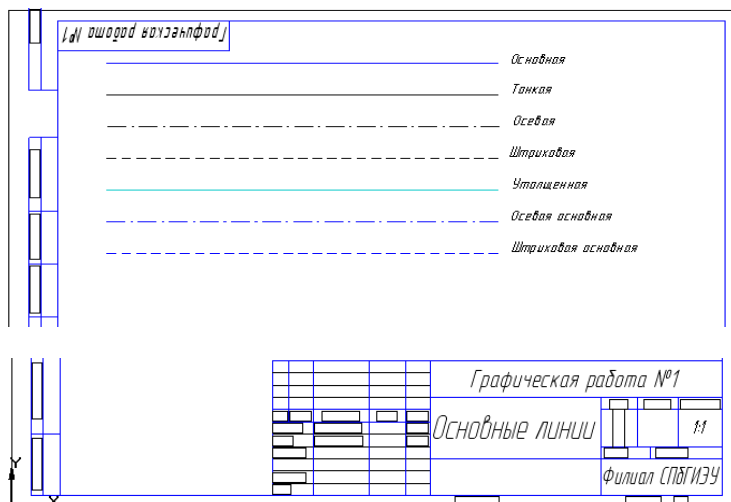 Графическая работа №1
Основная
Тонкая
Осевая
Штриховая
Утолщенная
Осевая основная
Штриховая основная
Графическая работа №1
Основные линии
1:1
Филиал СПбГИЭУ
Y
X